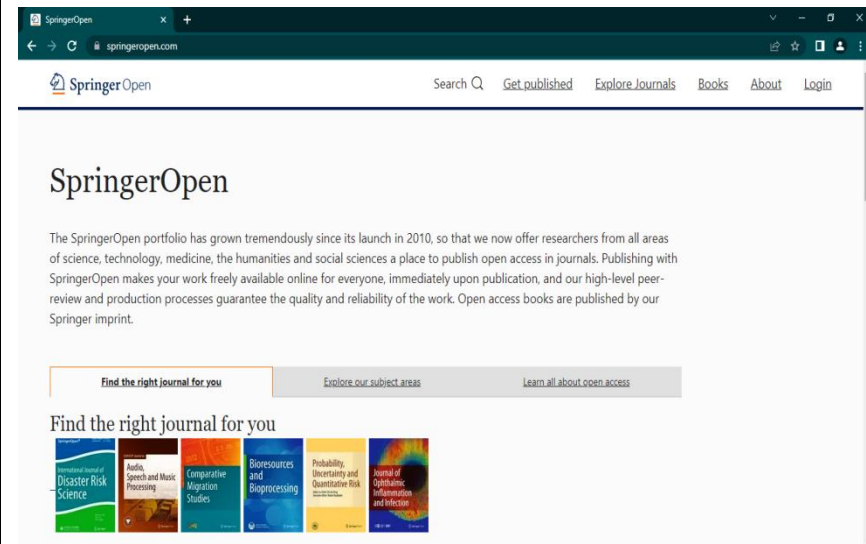 SpringerOpen
springeropen.com
Springer Open
Search Get published Explore Journals Books About Login
SpringerOpen
The SpringerOpen portfolio has grown tremendously since its launch in 2010, so that we now offer researchers from all areas
of science, technology, medicine, the humanities and social sciences a place to publish open access in journals. Publishing with
SpringerOpen makes your work freely available online for everyone, immediately upon publication, and our high-level peer-
review and production processes guarantee the quality and reliability of the work. Open access books are published by our
Springer imprint.
Find the right journal for you Explore our subject areas Learn all about open access
Find the right journal for you
International Journal of
Disaster Risk
Science
Audio,
Speech and Music
Processing
Comparative
Migration
Studies
Bioresources
and
Bioprocessing
Probability,
Uncertainty and
Quantitative Risk
Journal of
Ophthalmic
Inflammation
and Infection